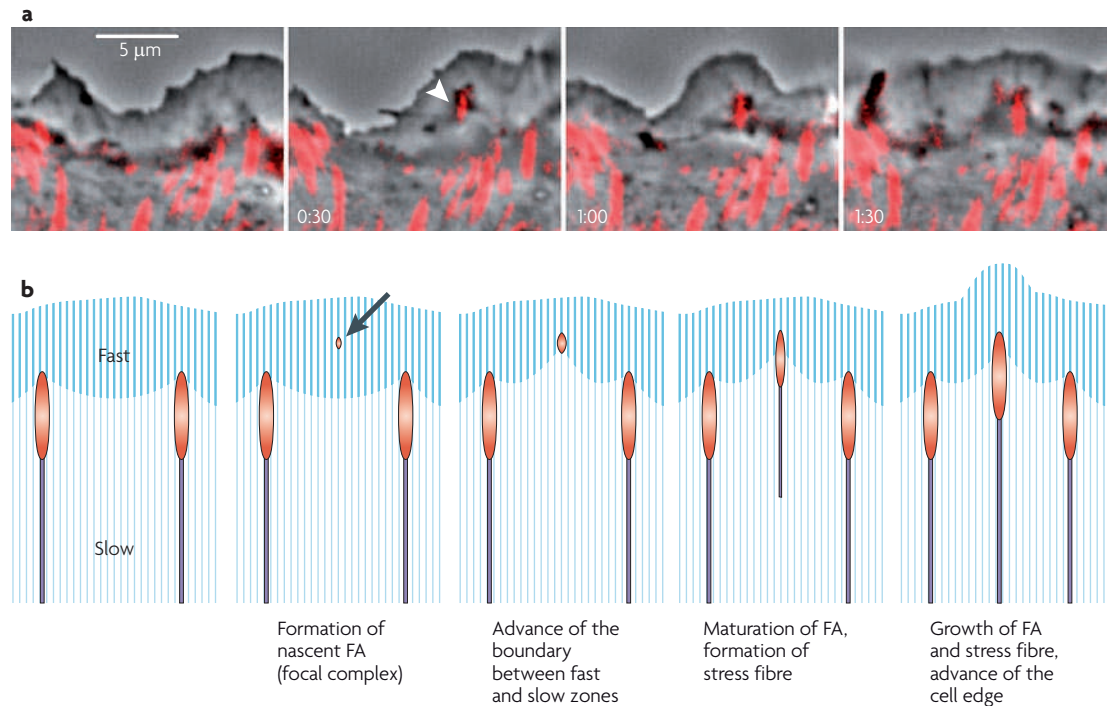 a
5 µm
0:30
1:00
1:30
b
Fast
Slow
Formation of
nascent FA
(focal complex)
Advance of the
boundary
between fast
and slow zones
Maturation of FA,
formation of
stress fibre
Growth of FA
and stress fibre,
advance of the
cell edge